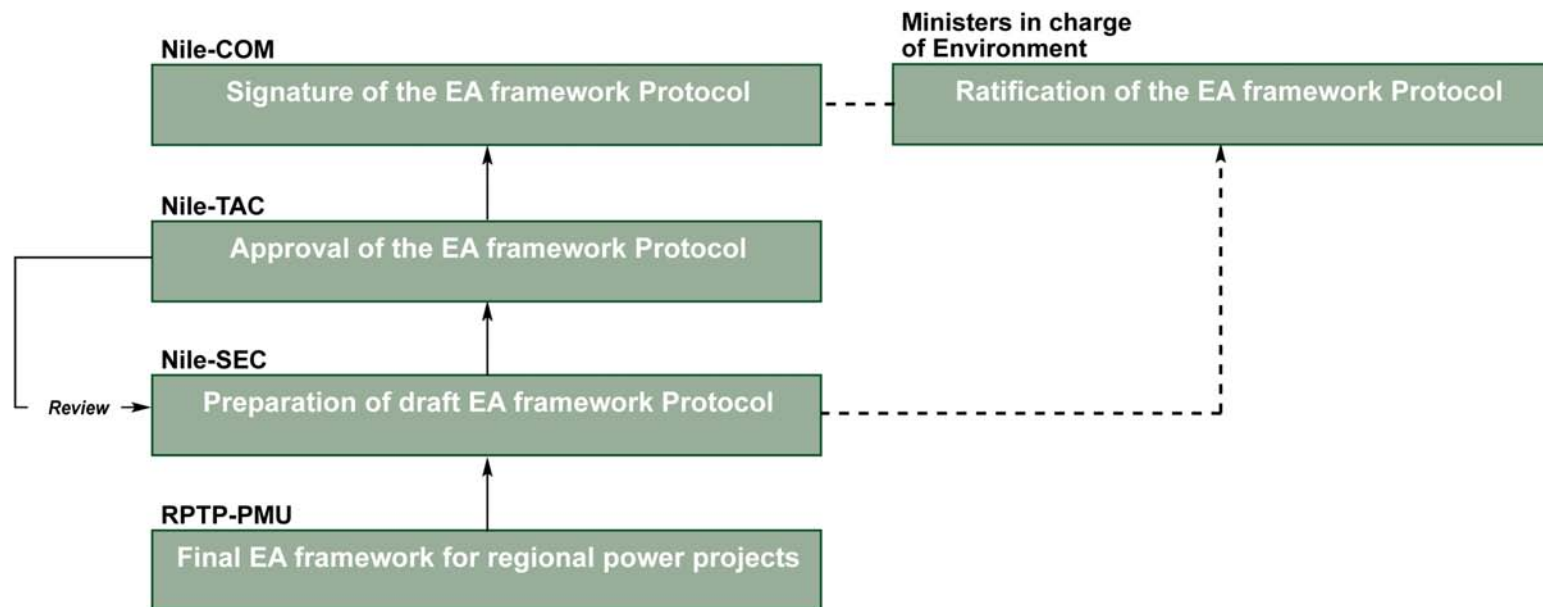 Nile-COM
Signature of the EA framework Protocol
Ministers in charge
of Environment
Ratification of the EA framework Protocol
Nile-TAC
Approval of the EA framework Protocol
Nile-SEC
Review
Preparation of draft EA framework Protocol
RPTP-PMU
Final EA framework for regional power projects